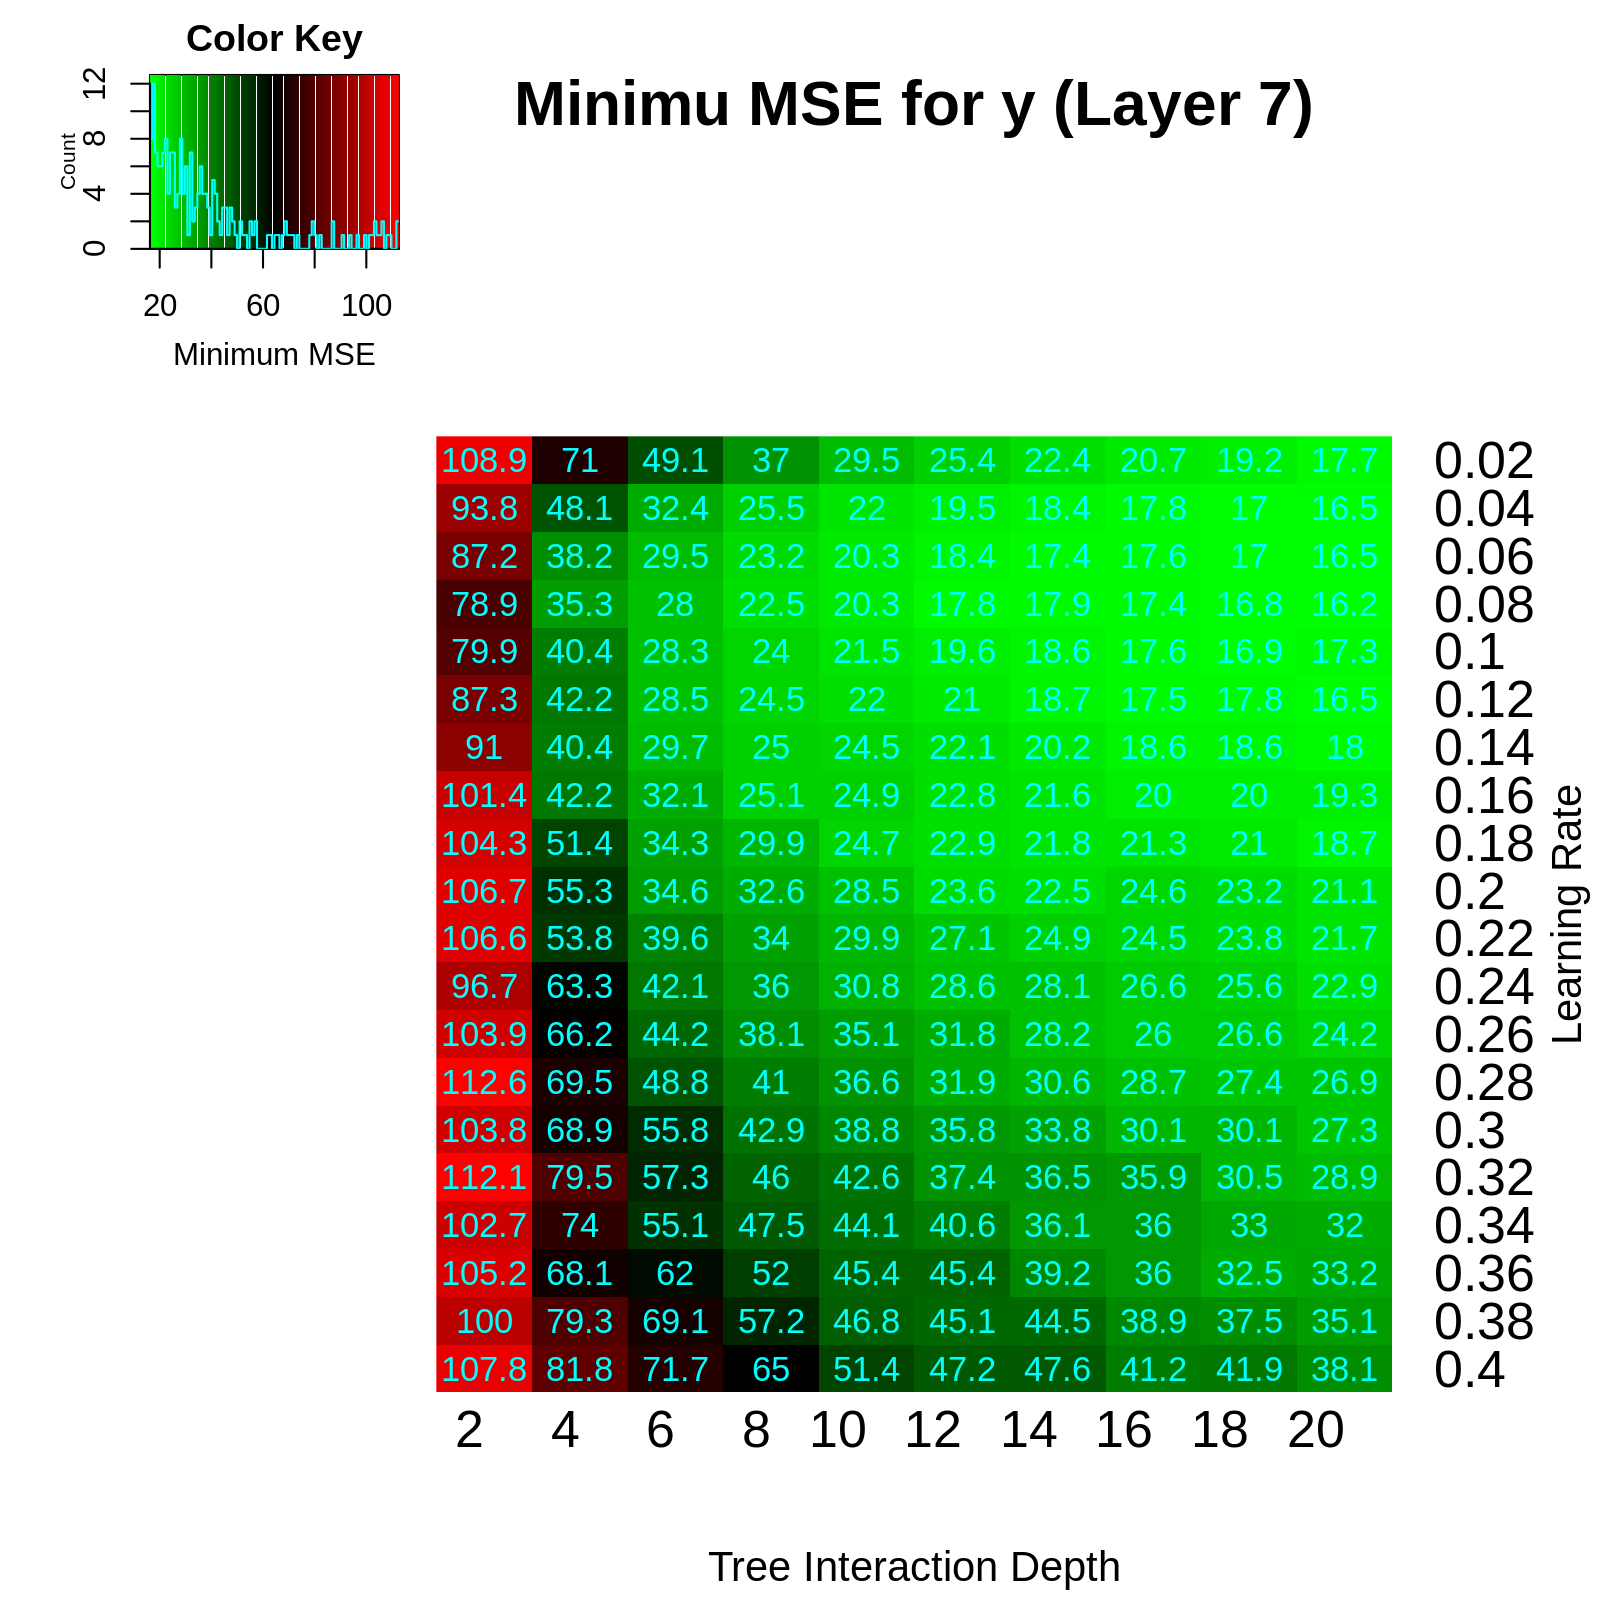 Color Key
Minimu MSE for y (Layer 7)
Count
0 4 8 12
20 60 100
Minimum MSE
108.9 71 49.1 37 29.5 25.4 22.4 20.7 19.2 17.7 0.02
93.8 48.1 32.4 25.5 22 19.5 18.4 17.8 17 16.5 0.04
87.2 38.2 29.5 23.2 20.3 18.4 17.4 17.6 17 16.5 0.06
78.9 35.3 28 22.5 20.3 17.8 17.9 17.4 16.8 16.2 0.08
79.9 40.4 28.3 24 21.5 19.6 18.6 17.6 16.9 17.3 0.1
87.3 42.2 28.5 24.5 22 21 18.7 17.5 17.8 16.5 0.12
91 40.4 29.7 25 24.5 22.1 20.2 18.6 18.6 18 0.14
101.4 42.2 32.1 25.1 24.9 22.8 21.6 20 20 19.3 0.16
104.3 51.4 34.3 29.9 24.7 22.9 21.8 21.3 21 18.7 0.18
106.7 55.3 34.6 32.6 28.5 23.6 22.5 24.6 23.2 21.1 0.2
106.6 53.8 39.6 34 29.9 27.1 24.9 24.5 23.8 21.7 0.22
96.7 63.3 42.1 36 30.8 28.6 28.1 26.6 25.6 22.9 0.24
103.9 66.2 44.2 38.1 35.1 31.8 28.2 26 26.6 24.2 0.26
112.6 69.5 48.8 41 36.6 31.9 30.6 28.7 27.4 26.9 0.28
103.8 68.9 55.8 42.9 38.8 35.8 33.8 30.1 30.1 27.3 0.3
112.1 79.5 57.3 46 42.6 37.4 36.5 35.9 30.5 28.9 0.32
102.7 74 55.1 47.5 44.1 40.6 36.1 36 33 32 0.34
105.2 68.1 62 52 45.4 45.4 39.2 36 32.5 33.2 0.36
100 79.3 69.1 57.2 46.8 45.1 44.5 38.9 37.5 35.1 0.38
107.8 81.8 71.7 65 51.4 47.2 47.6 41.2 41.9 38.1 0.4
Learning Rate
2 4 6 8 10 12 14 16 18 20
Tree Interaction Depth